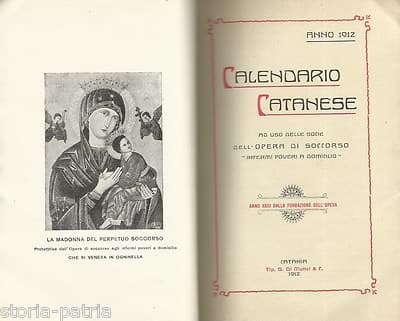 LA MADONNA DEL PERPETUO SOCCORSO
Protettrice dell'Opera di soccorso agli infermi poveri a domicilio
CHE SI VENERA IN OGNINELLA
ANNO 1912
CALENDARIO
CATANESE
AD USO DELLE SOCIE
DELL'OPERA DI SOCCORSO
"INFERMI POVERI A DOMICILIO"
ANNO XXIII DALLA FONDAZIONE DELL'OPERA
CATANIA
Tip. G. Di Mattei & C.
1912
storia-patria